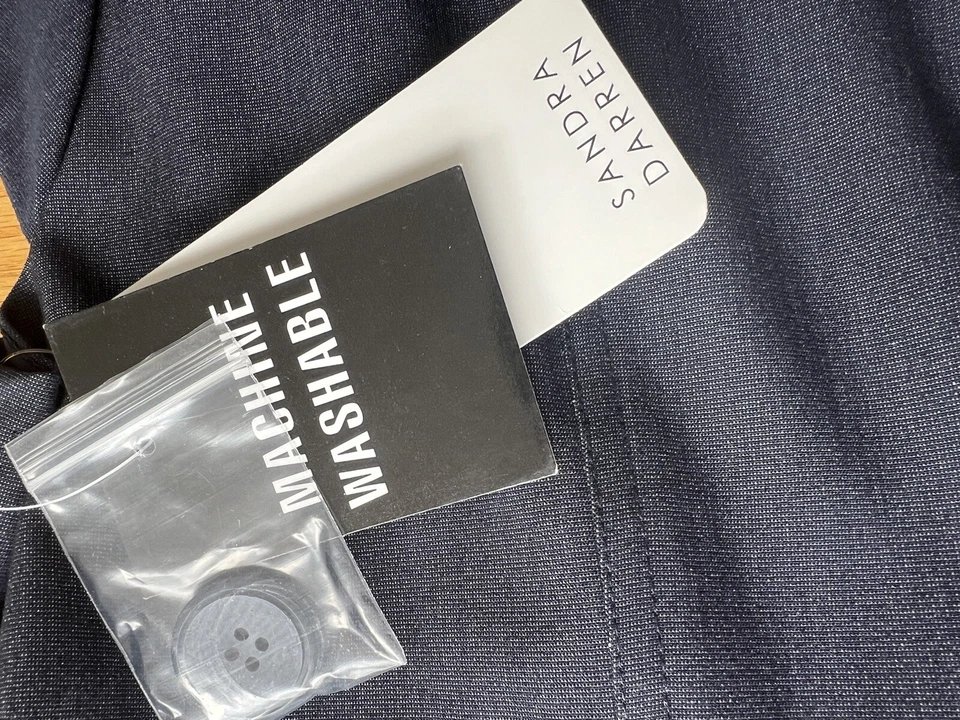 SANDRA
DARREN
MACHINE
WASHABLE